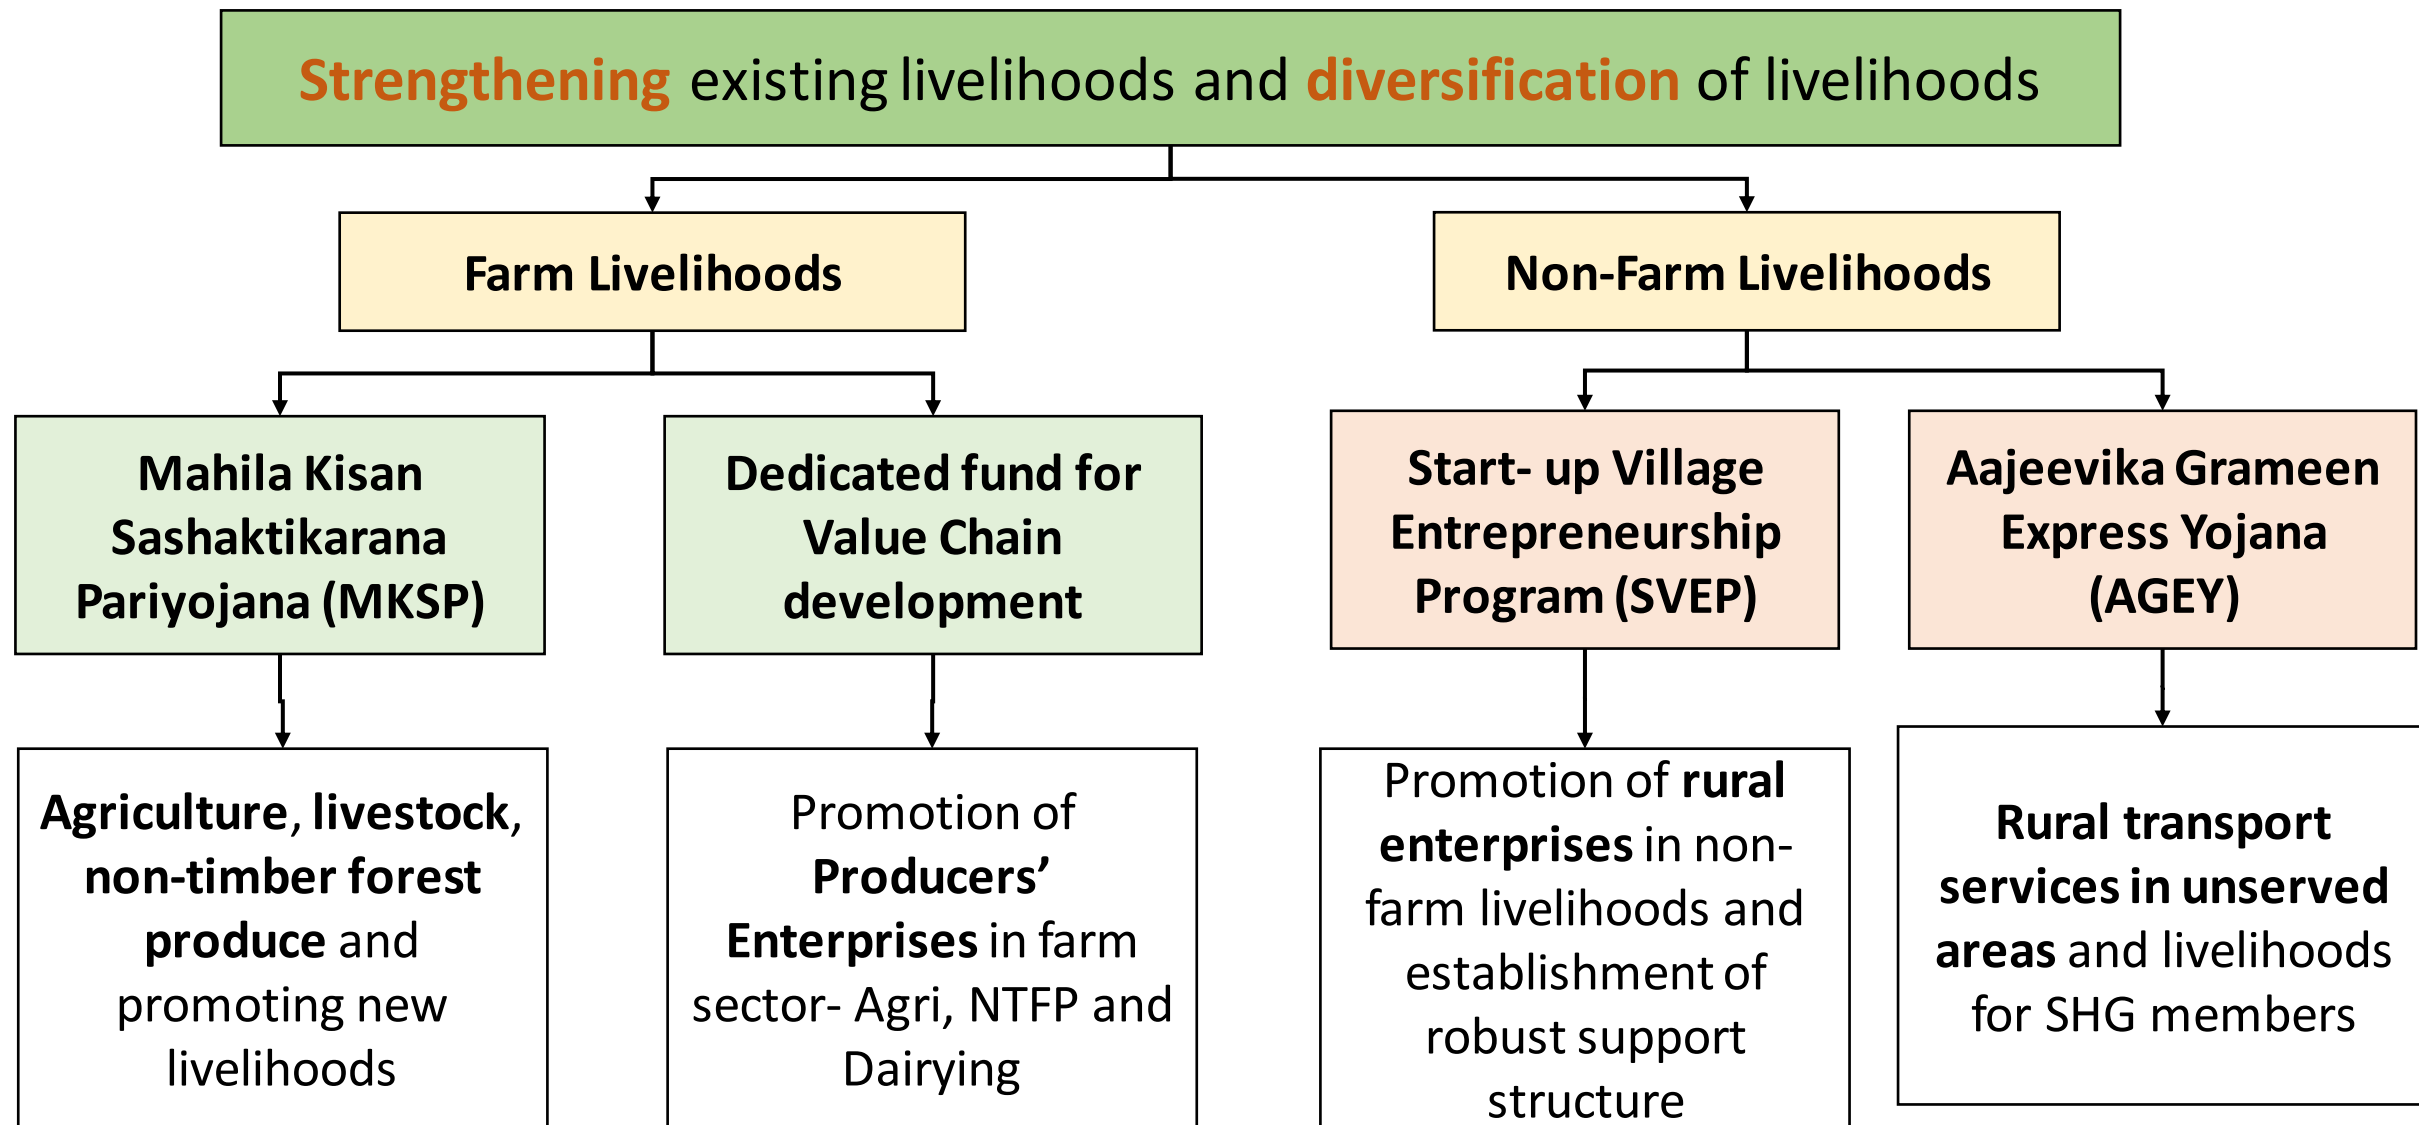 Strengthening existing livelihoods and diversification of livelihoods
Farm Livelihoods
Non-Farm Livelihoods
Mahila Kisan
Sashaktikarana
Pariyojana (MKSP)
Dedicated fund for
Value Chain
development
Start- up Village
Entrepreneurship
Program (SVEP)
Aajeevika Grameen
Express Yojana
(AGEY)
Agriculture, livestock,
non-timber forest
produce and
promoting new
livelihoods
Promotion of
Producers’
Enterprises in farm
sector- Agri, NTFP and
Dairying
Promotion of rural
enterprises in non-
farm livelihoods and
establishment of
robust support
structure
Rural transport
services in unserved
areas and livelihoods
for SHG members